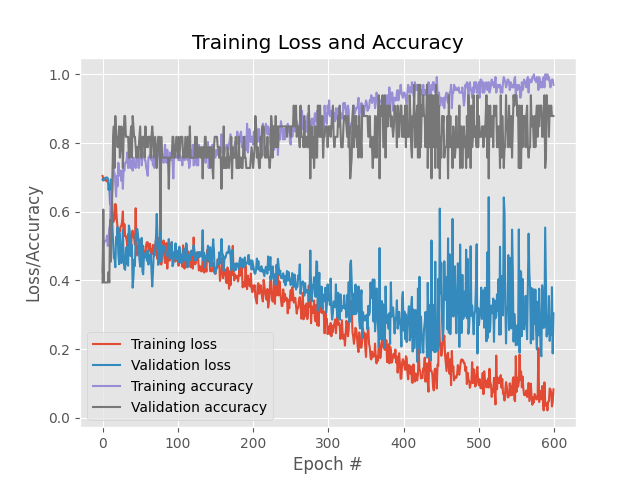 Training Loss and Accuracy
1.0
0.8
0.6
0.4
0.2
0.0
Loss/Accuracy
Training loss
Validation loss
Training accuracy
Validation accuracy
0 100 200 300 400 500 600
Epoch #